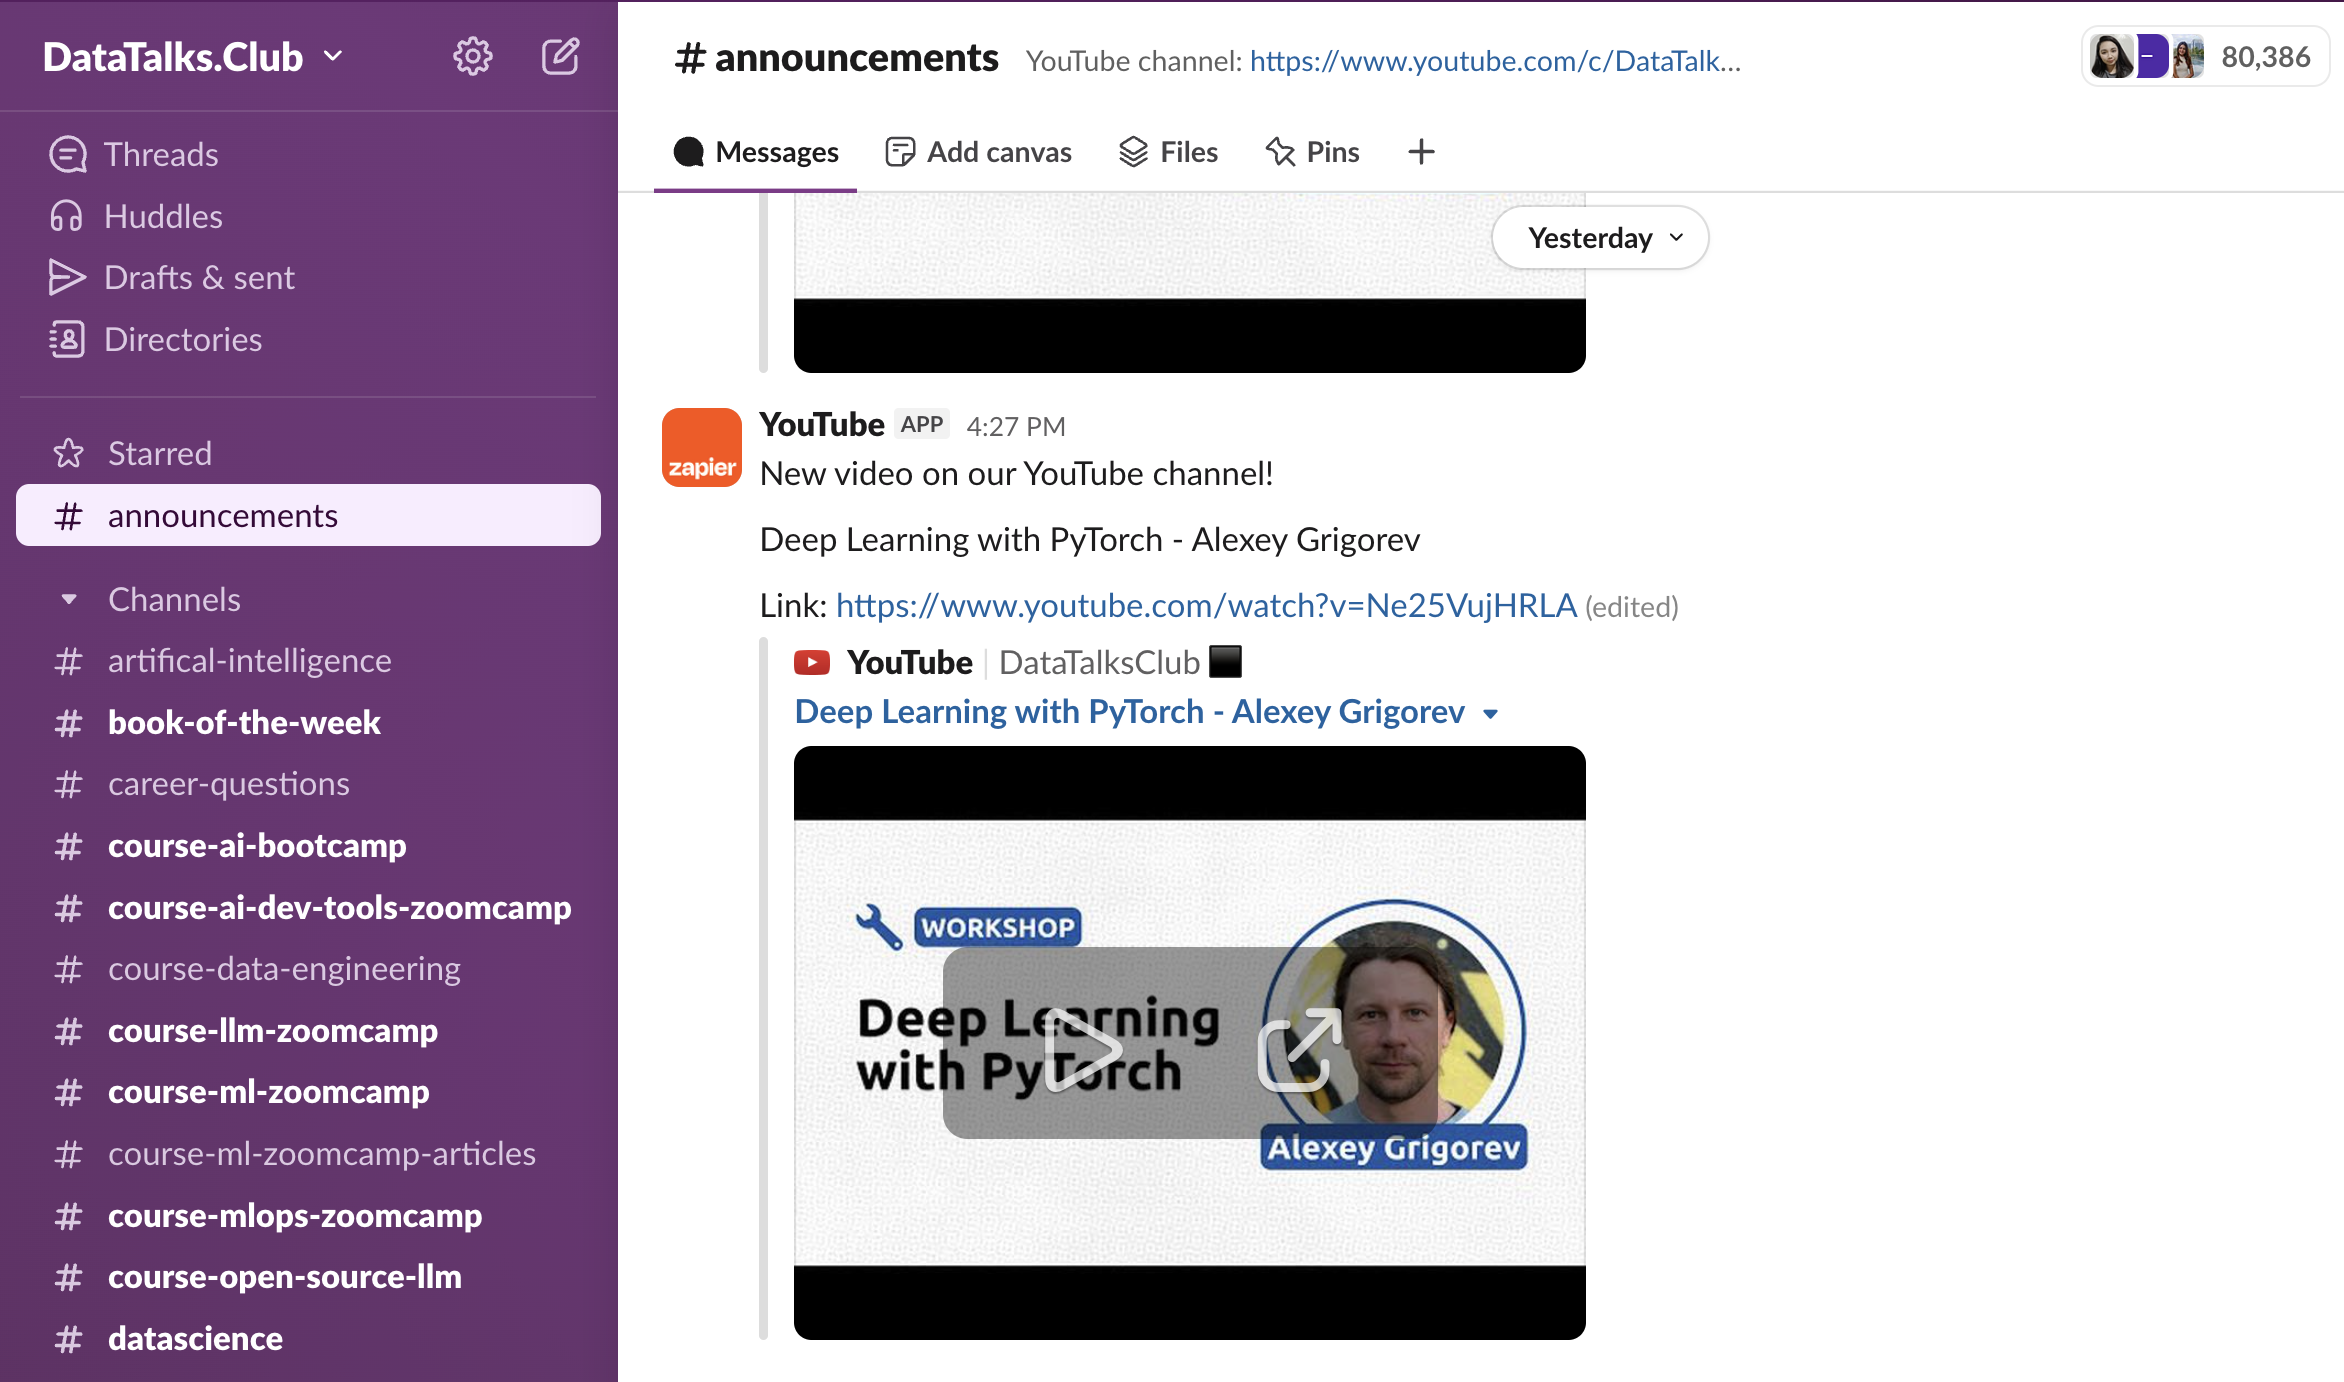 DataTalks.Club
Threads
Huddles
Drafts & sent
Directories
Starred
# announcements
Channels
# artifical-intelligence
# book-of-the-week
# career-questions
# course-ai-bootcamp
# course-ai-dev-tools-zoomcamp
# course-data-engineering
# course-llm-zoomcamp
# course-ml-zoomcamp
# course-ml-zoomcamp-articles
# course-mlops-zoomcamp
# course-open-source-llm
# datascience
# announcements YouTube channel: https://www.youtube.com/c/DataTalk... 80,386
Messages Add canvas Files Pins +
Yesterday
zapier
YouTube APP 4:27 PM
New video on our YouTube channel!
Deep Learning with PyTorch - Alexey Grigorev
Link: https://www.youtube.com/watch?v=Ne25VujHRLA (edited)
YouTube | DataTalksClub ⬛
Deep Learning with PyTorch - Alexey Grigorev
WORKSHOP
Deep Learning
with PyTorch
Alexey Grigorev